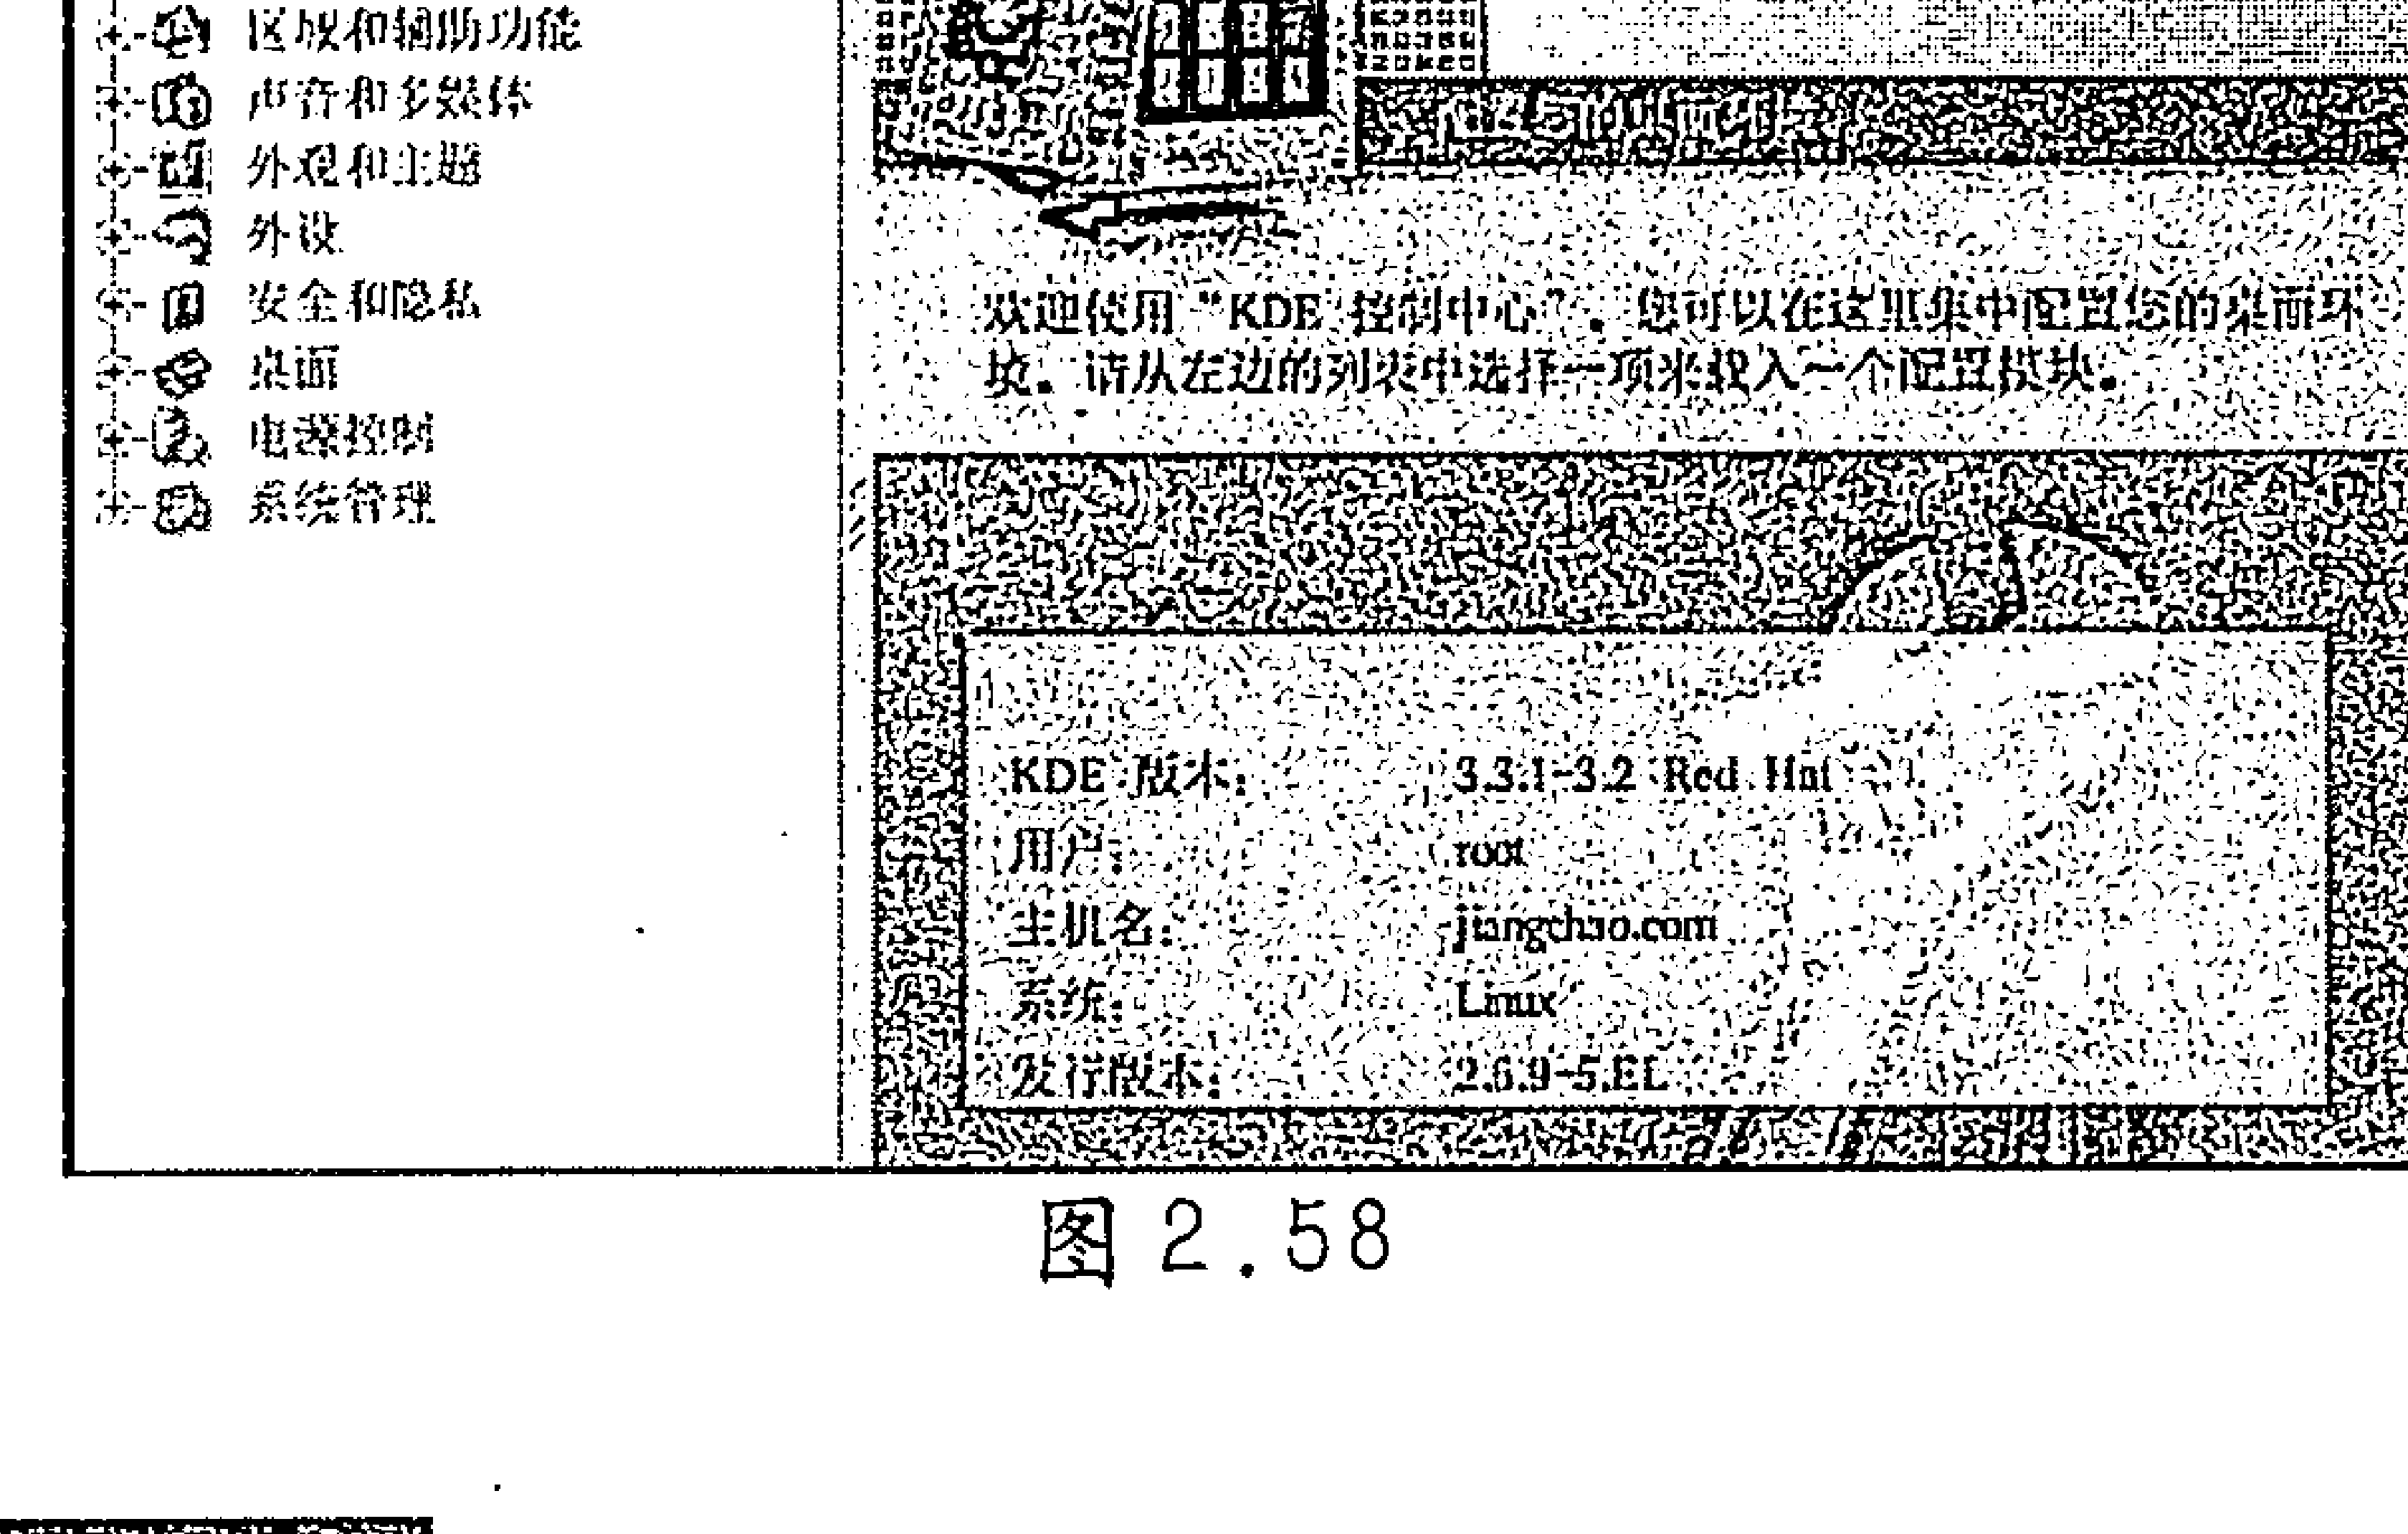 区域和辅助功能
声音和多媒体
外观和主题
外设
安全和隐私
桌面
电源控制
系统管理
欢迎使用“KDE 控制中心”。您可以在这里集中配置您的桌面环
境。请从左边的列表中选择一项来载入一个配置模块。
KDE 版本: 3.3.1-3.2 Red Hat
用户: root
主机名: jiangchao.com
系统: Linux
发行版本: 2.6.9-5.EL
图 2.58